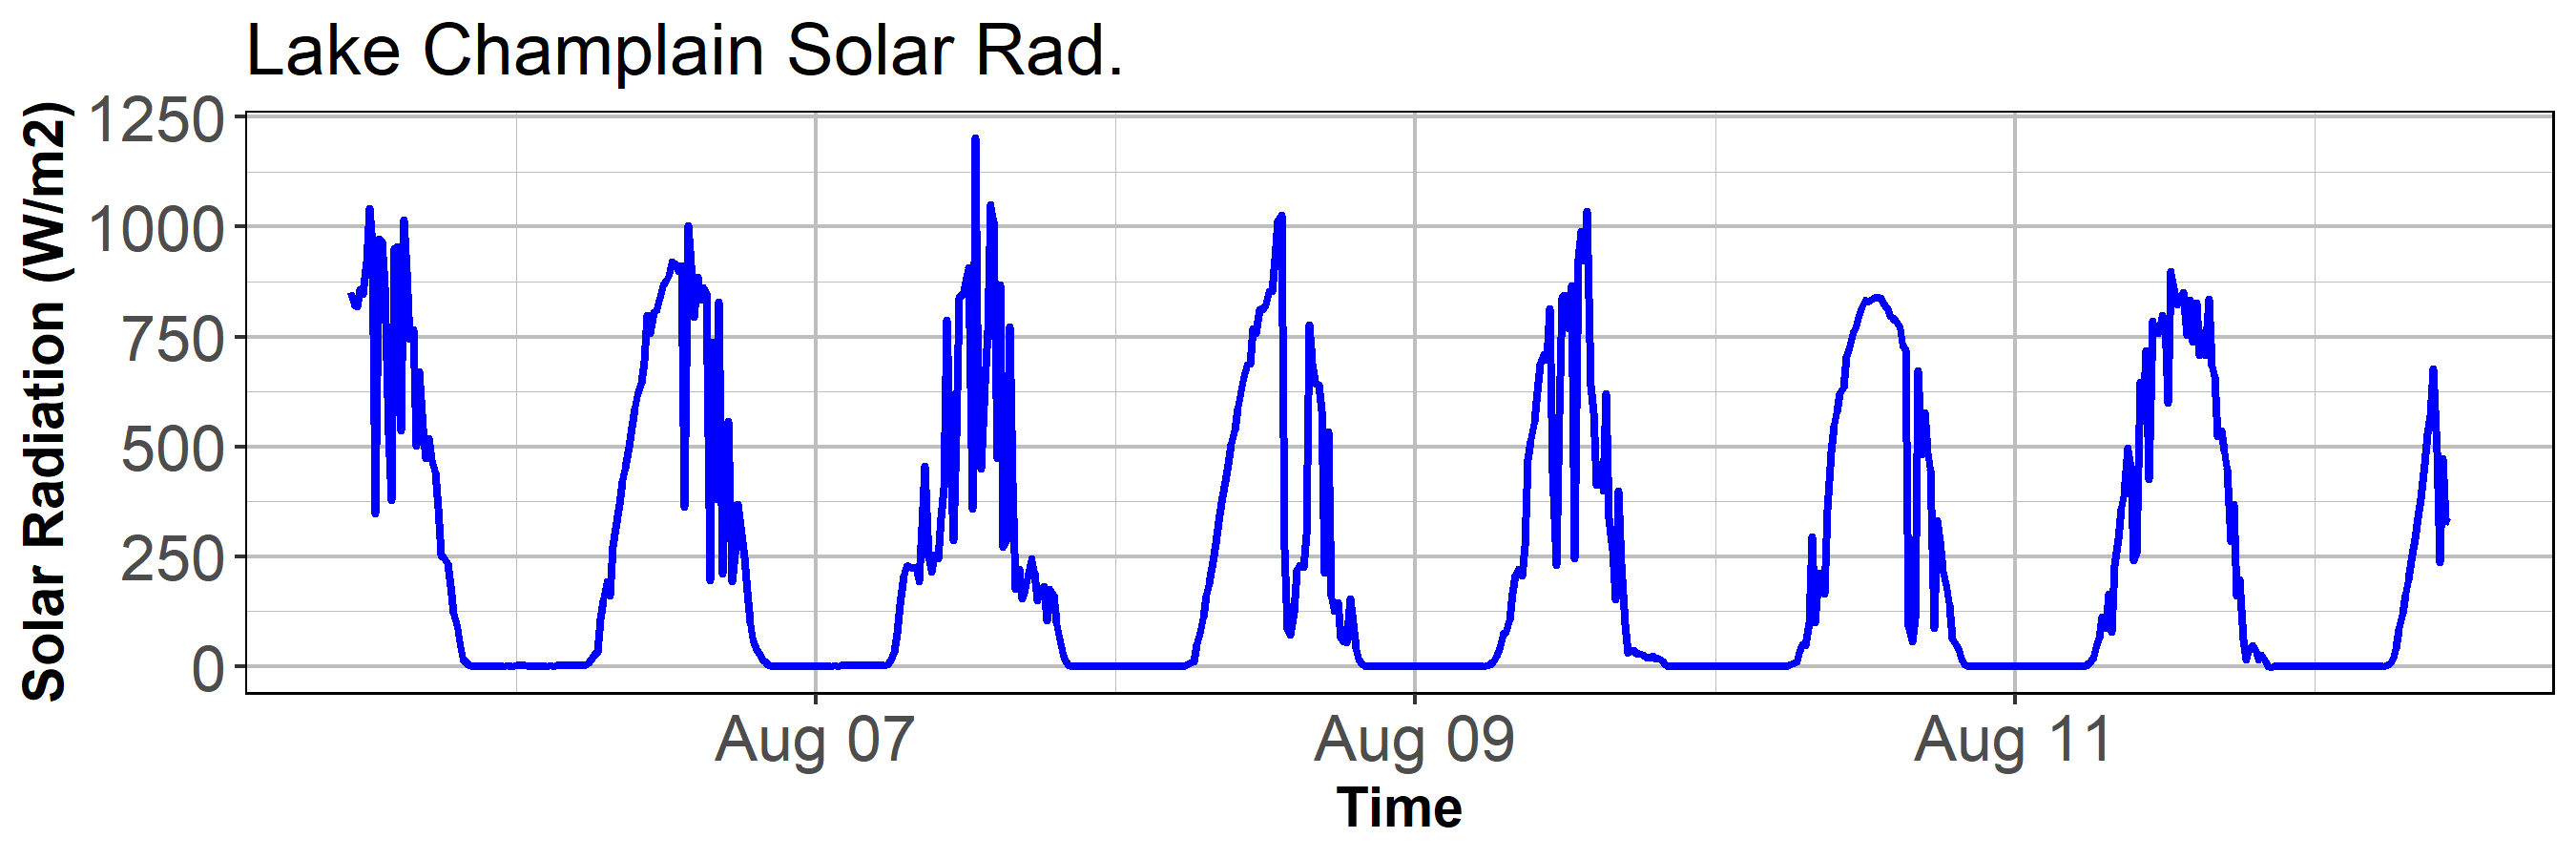 Lake Champlain Solar Rad.
Solar Radiation (W/m2)
1250
1000
750
500
250
0
Aug 07 Aug 09 Aug 11
Time